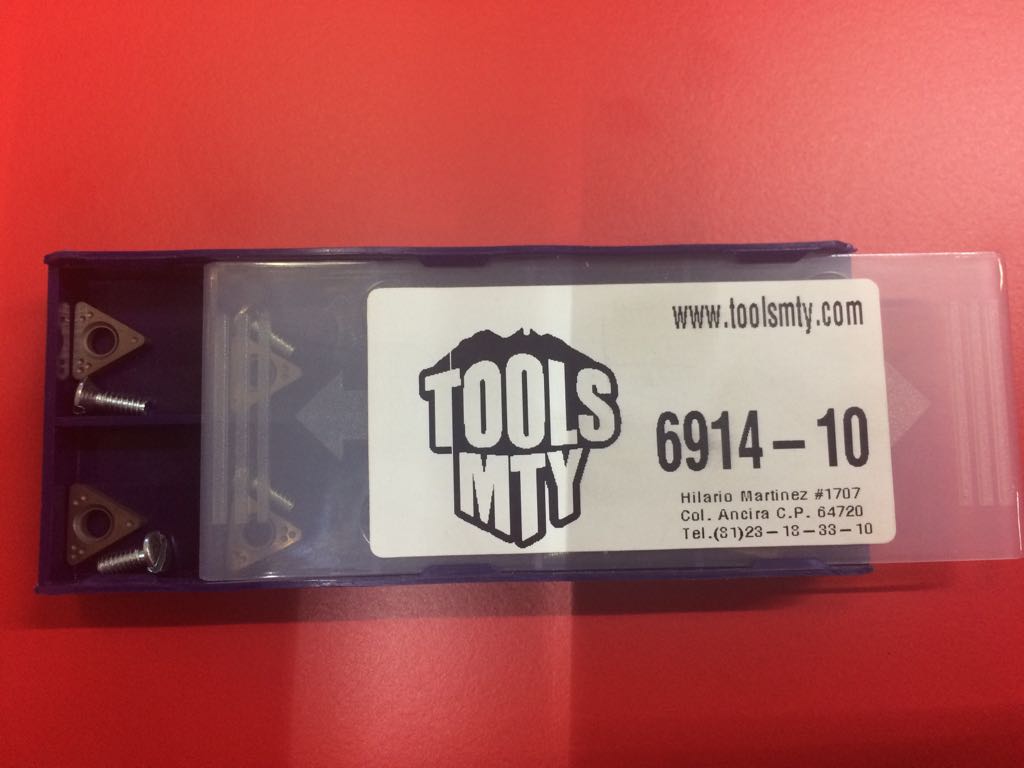 www.toolsmty.com
TOOLS
MTY
6914-10
Hilario Martinez #1707
Col. Ancira C.P. 64720
Tel.(81)23-18-33-10